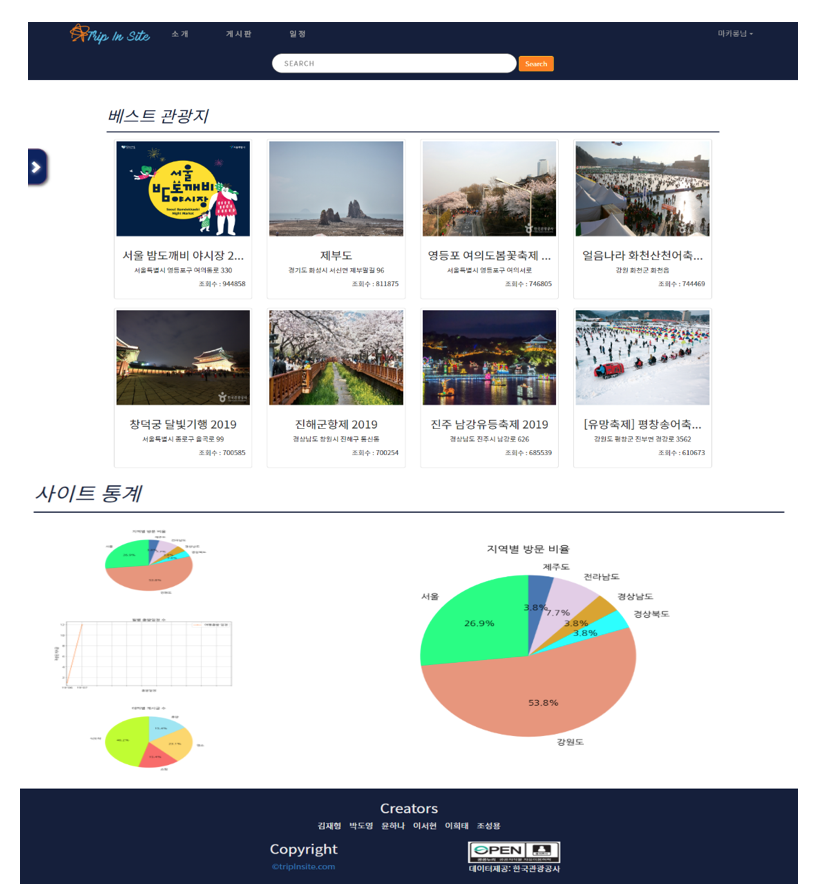 Trip In Site 소개 게시판 일정 마카롱님
SEARCH Search
베스트 관광지
서울 밤도깨비 야시장
서울 밤도깨비 야시장 2...
서울특별시 영등포구 여의동로 330
조회수 : 944858
제부도
경기도 화성시 서신면 제부말길 96
조회수 : 811875
영등포 여의도봄꽃축제 ...
서울특별시 영등포구 여의서로
조회수 : 746805
얼음나라 화천산천어축...
강원 화천군 화천읍
조회수 : 744469
창덕궁 달빛기행 2019
서울특별시 종로구 율곡로 99
조회수 : 700585
진해군항제 2019
경상남도 창원시 진해구 통신동
조회수 : 700254
진주 남강유등축제 2019
경상남도 진주시 남강로 626
조회수 : 685539
[유망축제] 평창송어축...
강원도 평창군 진부면 경강로 3562
조회수 : 610673
사이트 통계
지역별 방문 비율
서울
강원도
지역별 방문 비율
제주도
전라남도
경상남도
경상북도
서울
3.8%
7.7%
3.8%
3.8%
26.9%
53.8%
강원도
Creators
김재형 박도영 윤하나 이서현 이희태 조성용
Copyright
©tripinsite.com
OPEN
데이터제공: 한국관광공사